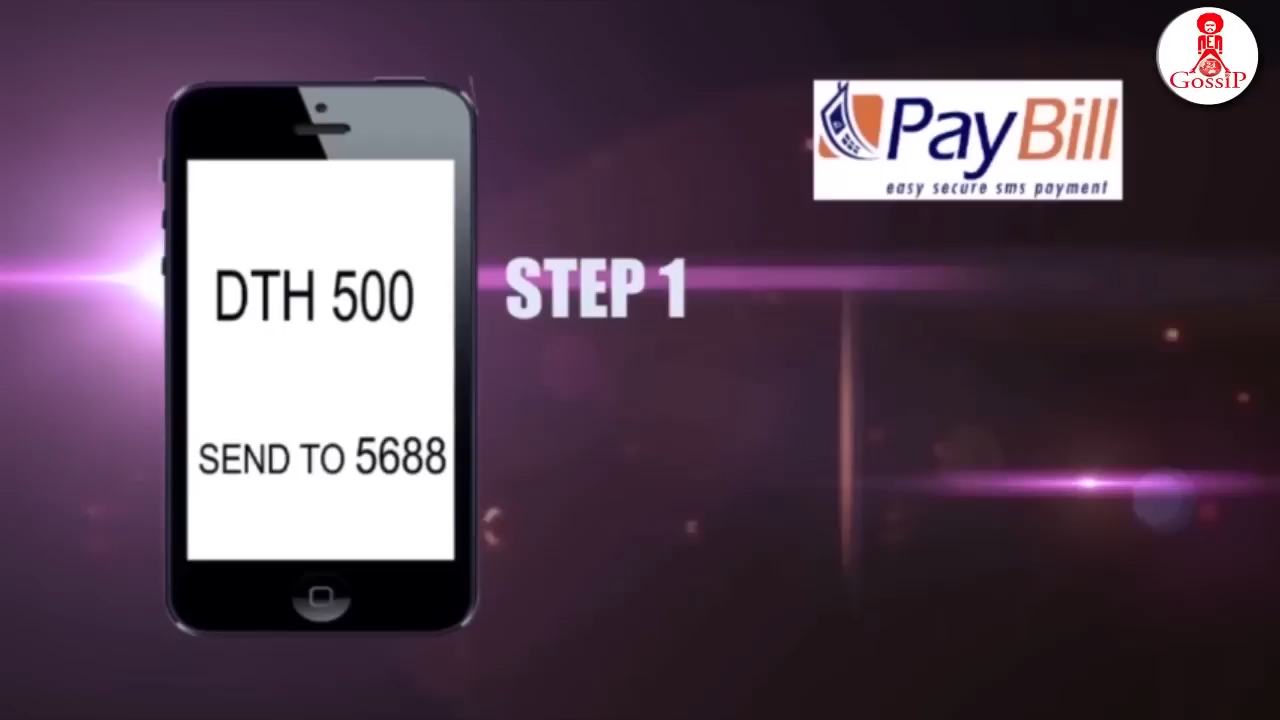 DTH 500
SEND TO 5688
STEP 1
PayBill
easy secure sms payment
GossiP